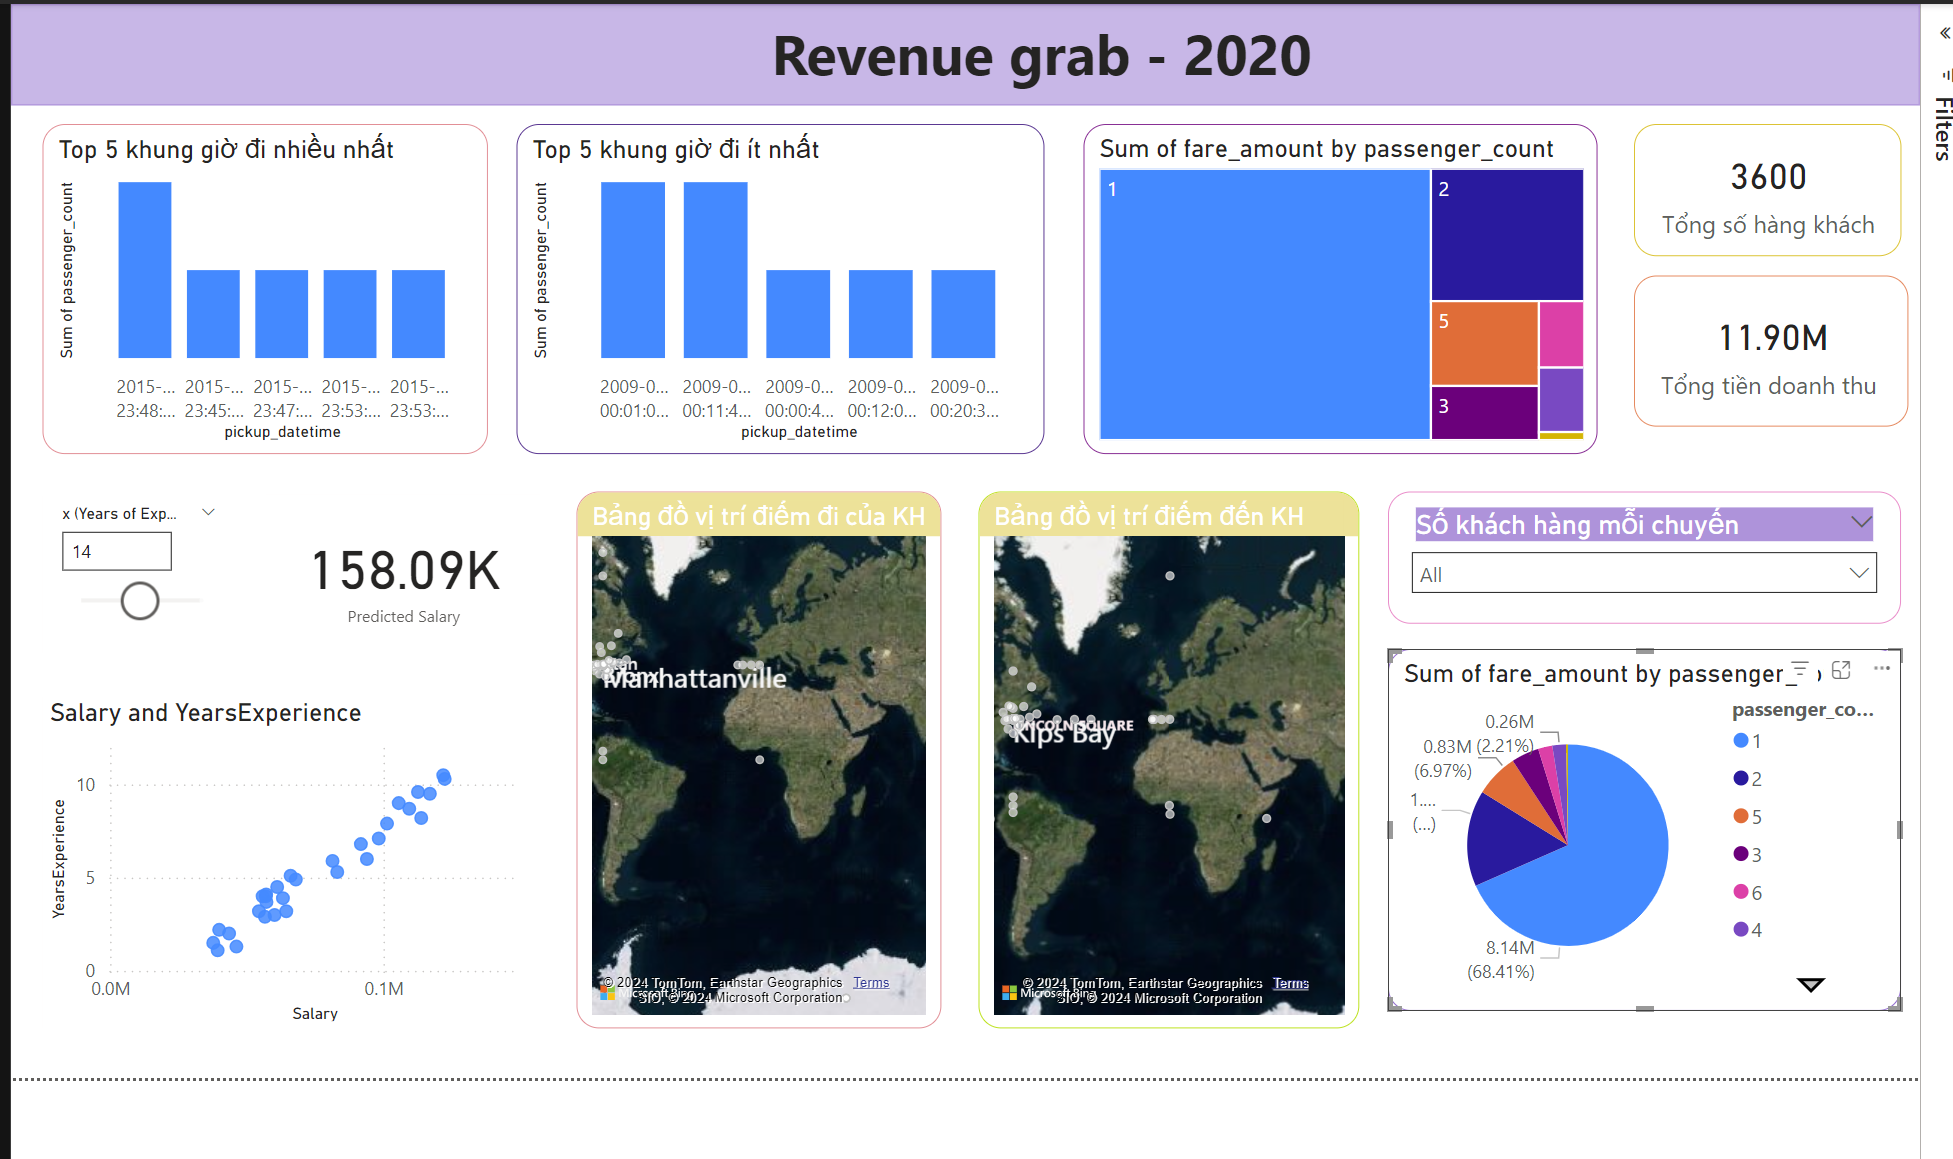 Revenue grab - 2020
Filters
Top 5 khung giờ đi nhiều nhất
Sum of passenger_count
2015-... 2015-... 2015-... 2015-... 2015-...
23:48:... 23:45:... 23:47:... 23:53:... 23:53:...
pickup_datetime
Top 5 khung giờ đi ít nhất
Sum of passenger_count
2009-0... 2009-0... 2009-0... 2009-0... 2009-0...
00:01:0... 00:11:4... 00:00:4... 00:12:0... 00:20:3...
pickup_datetime
Sum of fare_amount by passenger_count
1
2
5
3
3600
Tổng số hàng khách
11.90M
Tổng tiền doanh thu
x (Years of Exp...
14
158.09K
Predicted Salary
Salary and YearsExperience
YearsExperience
10
5
0
0.0M 0.1M
Salary
Bảng đồ vị trí điểm đi của KH
Manhattanville
© 2024 TomTom, Earthstar Geographics
SIO, © 2024 Microsoft Corporation
Terms
Microsoft Bing
Bảng đồ vị trí điểm đến KH
LINCOLN SQUARE
Kips Bay
© 2024 TomTom, Earthstar Geographics
SIO, © 2024 Microsoft Corporation
Terms
Microsoft Bing
Số khách hàng mỗi chuyến
All
Sum of fare_amount by passenger_
passenger_co...
0.26M
(2.21%)
0.83M
(6.97%)
1....
(...)
8.14M
(68.41%)
1
2
5
3
6
4